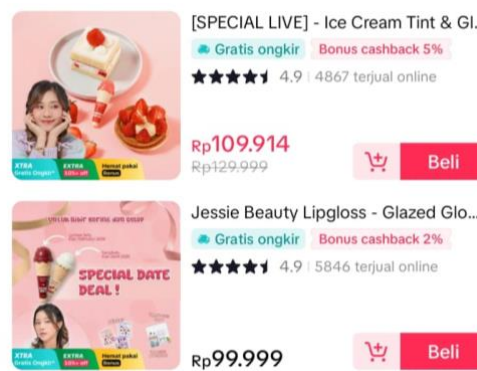 [SPECIAL LIVE] - Ice Cream Tint & Gl...
Gratis ongkir Bonus cashback 5%
4.9 4867 terjual online
Rp109.914
Rp129.999
Beli
XTRA
Gratis Ongkir*
EXTRA
Hemat pakai
Bonus
Jessie Beauty Lipgloss - Glazed Glo...
Gratis ongkir Bonus cashback 2%
4.9 5846 terjual online
SPECIAL DATE
DEAL !
XTRA
Gratis Ongkir*
EXTRA
Hemat pakai
Bonus
Rp99.999
Beli